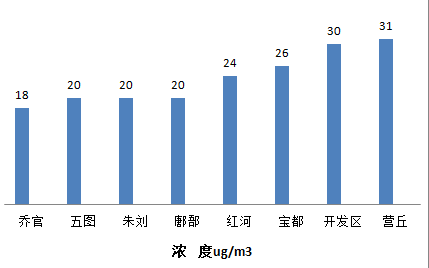 18 20 20 20 24 26 30 31
乔官 五图 朱刘 鄌郚 红河 宝都 开发区 营丘
浓 度ug/m3